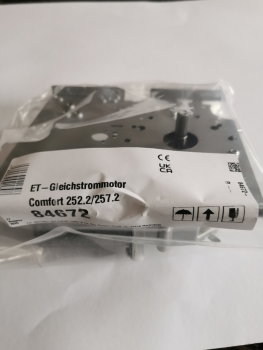 ET-Gleichstrommotor
Comfort 252.2/257.2
84672
CE
UK
CA